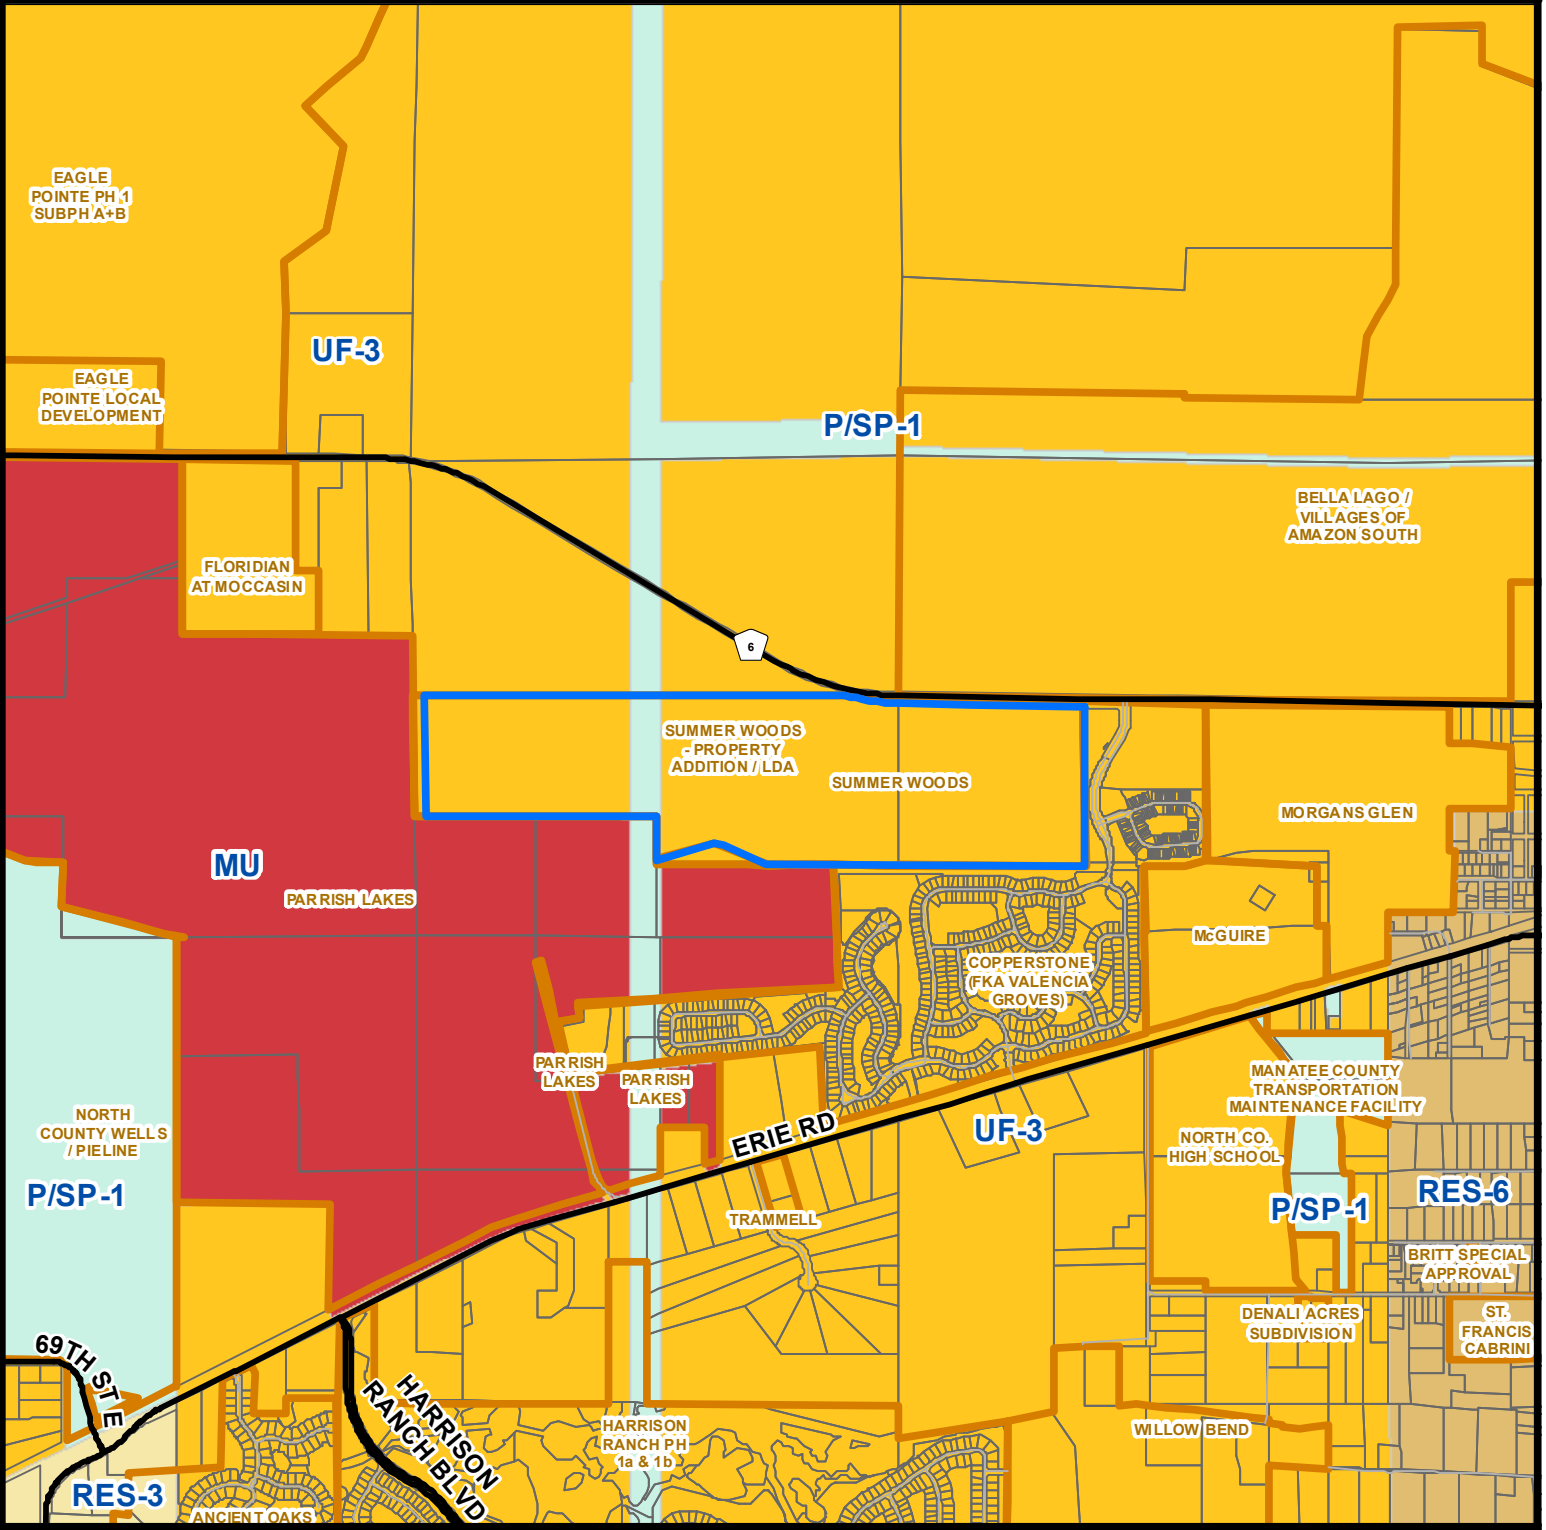 EAGLE
POINTE PH 1
SUBPH A+B
UF-3
EAGLE
POINTE LOCAL
DEVELOPMENT
P/SP-1
BELLA LAGO /
VILLAGES OF
AMAZON SOUTH
FLORIDIAN
AT MOCCASIN
6
SUMMER WOODS
- PROPERTY
ADDITION / LDA
SUMMER WOODS
MORGANS GLEN
MU
PARRISH LAKES
McGUIRE
COPPERSTONE
(FKA VALENCIA
GROVES)
PARRISH
LAKES
PARRISH
LAKES
MANATEE COUNTY
TRANSPORTATION
MAINTENANCE FACILITY
NORTH
COUNTY WELLS
/ PIELINE
ERIE RD
UF-3
NORTH CO.
HIGH SCHOOL
P/SP-1
RES-6
P/SP-1
TRAMMELL
BRITT SPECIAL
APPROVAL
DENALI ACRES
SUBDIVISION
ST.
FRANCIS
CABRINI
69TH ST E
HARRISON
RANCH BLVD
HARRISON
RANCH PH
1a & 1b
WILLOW BEND
RES-3
ANCIENT OAKS